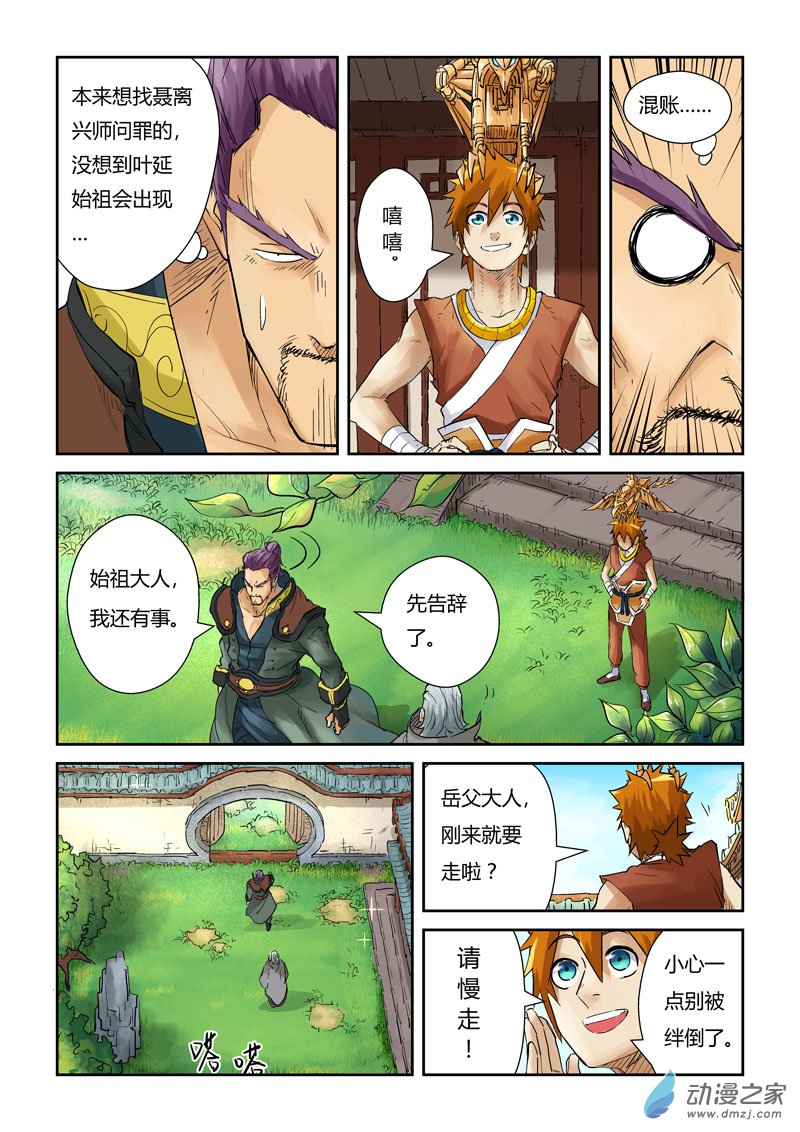 本来想找聂离
兴师问罪的，
没想到叶延
始祖会出现
...
嘻
嘻
。
混账……
始祖大人，
我还有事。
先告辞
了。
岳父大人，
刚来就要
走啦？
请
慢
走
！
小心一
点别被
绊倒了。
嗒 嗒
动漫之家
www.dmzj.com